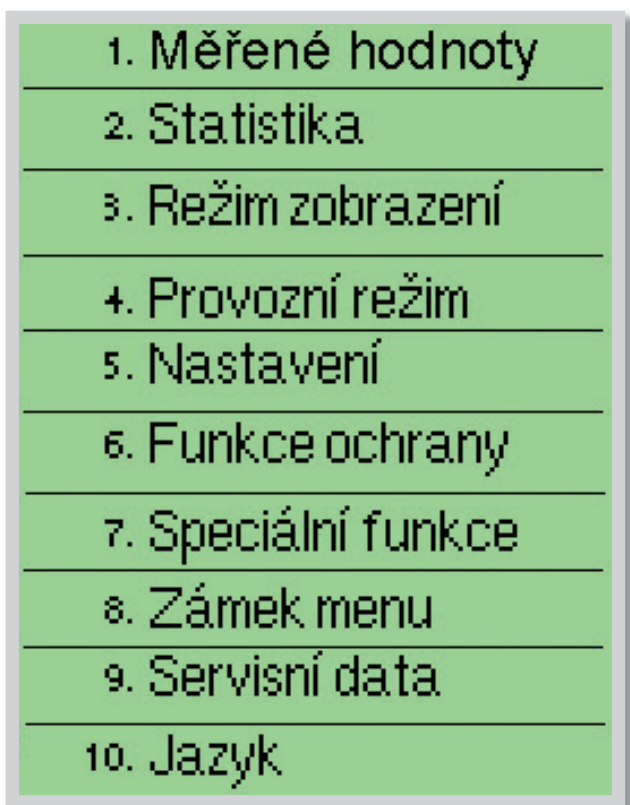 1. Měřené hodnoty
2. Statistika
3. Režim zobrazení
4. Provozní režim
5. Nastavení
6. Funkce ochrany
7. Speciální funkce
8. Zámek menu
9. Servisní data
10. Jazyk